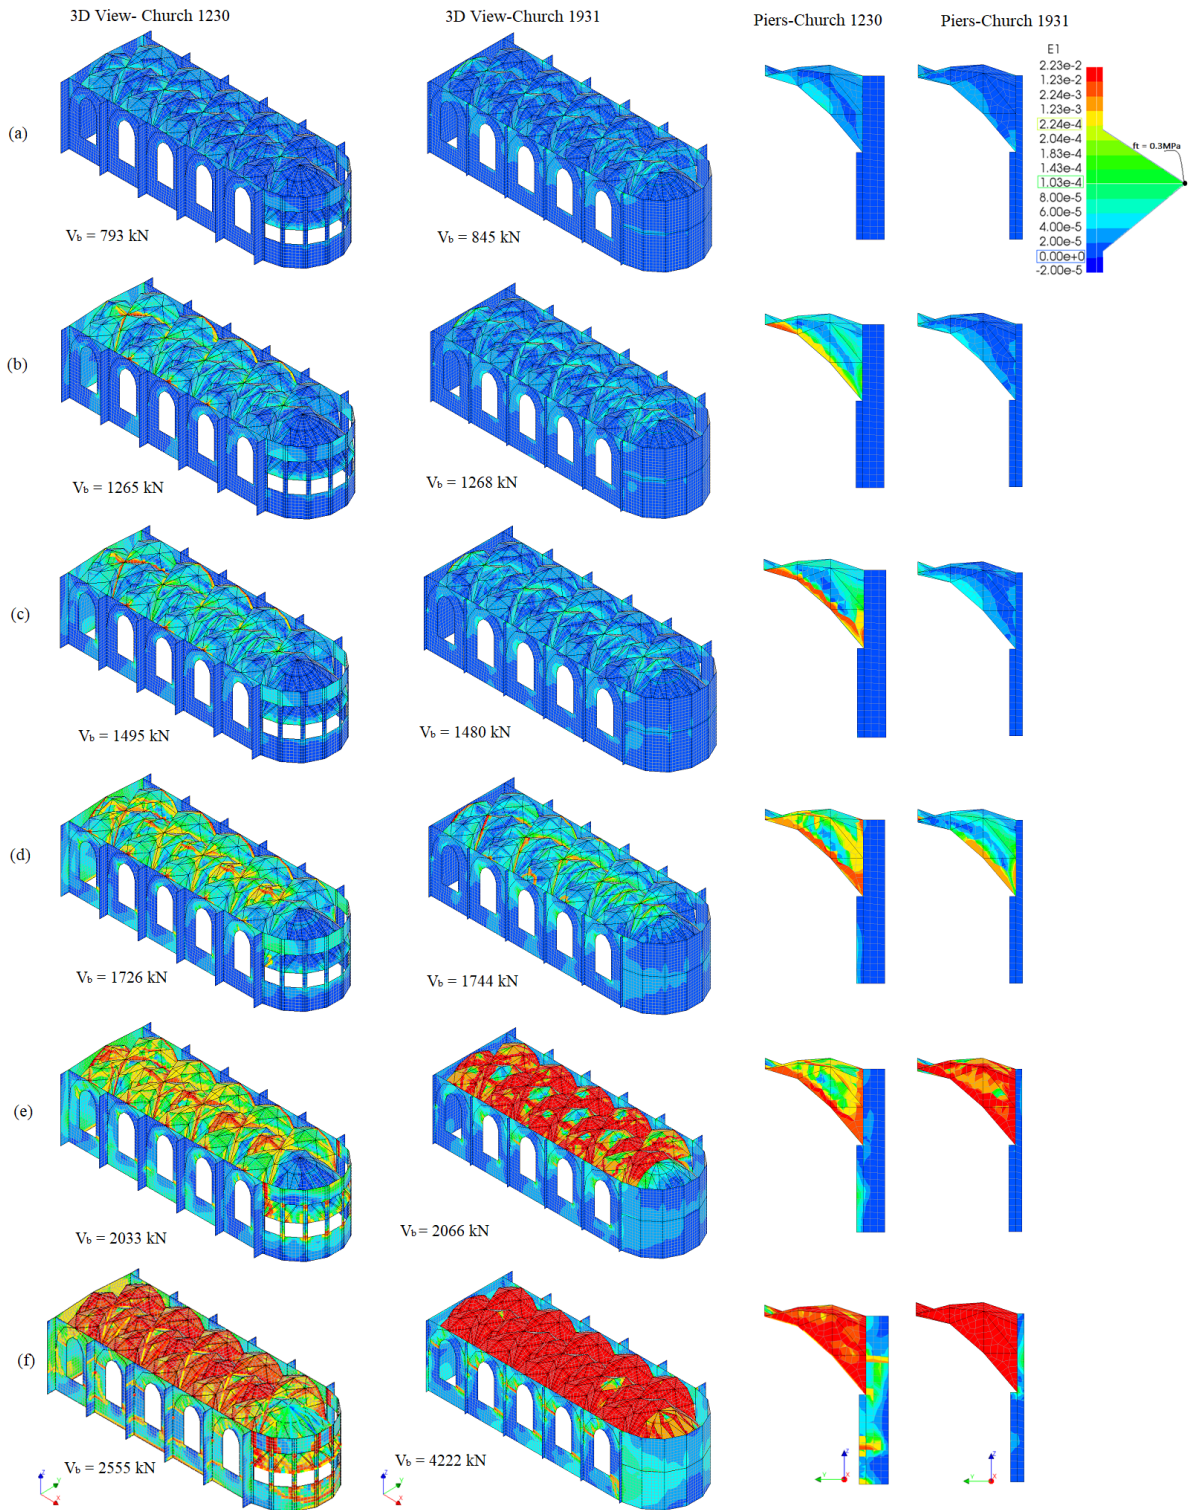 3D View- Church 1230
3D View-Church 1931
Piers-Church 1230
Piers-Church 1931
E1
2.23e-2
1.23e-2
2.24e-3
1.23e-3
2.24e-4
2.04e-4
1.83e-4
1.43e-4
1.03e-4
8.00e-5
6.00e-5
4.00e-5
2.00e-5
0.00e+0
-2.00e-5
ft = 0.3MPa
(a)
Vb = 793 kN
Vb = 845 kN
(b)
Vb = 1265 kN
Vb = 1268 kN
(c)
Vb = 1495 kN
Vb = 1480 kN
(d)
Vb = 1726 kN
Vb = 1744 kN
(e)
Vb = 2033 kN
Vb = 2066 kN
(f)
Vb = 2555 kN
Vb = 4222 kN
Z
Y
X
Z
Y
X
Z
Y
X
Z
Y
X